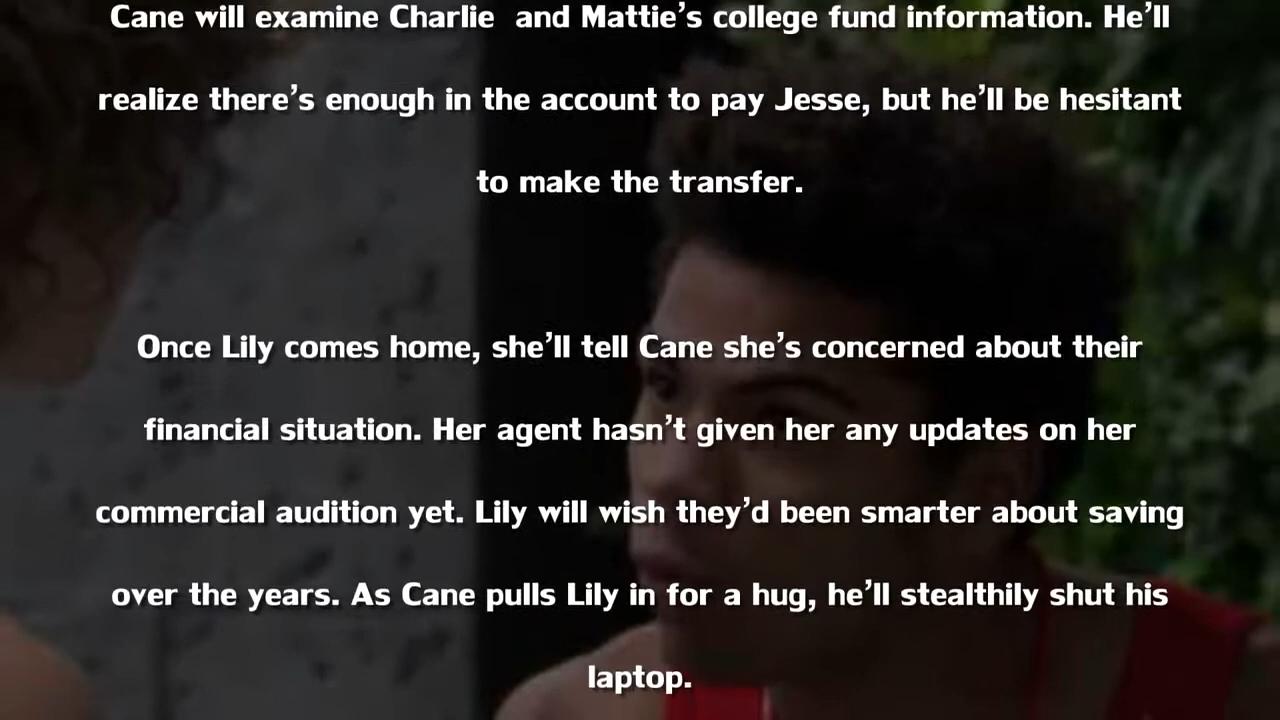 Cane will examine Charlie  and Mattie’s college fund information. He’ll
realize there’s enough in the account to pay Jesse, but he’ll be hesitant
to make the transfer.
Once Lily comes home, she’ll tell Cane she’s concerned about their
financial situation. Her agent hasn’t given her any updates on her
commercial audition yet. Lily will wish they’d been smarter about saving
over the years. As Cane pulls Lily in for a hug, he’ll stealthily shut his
laptop.